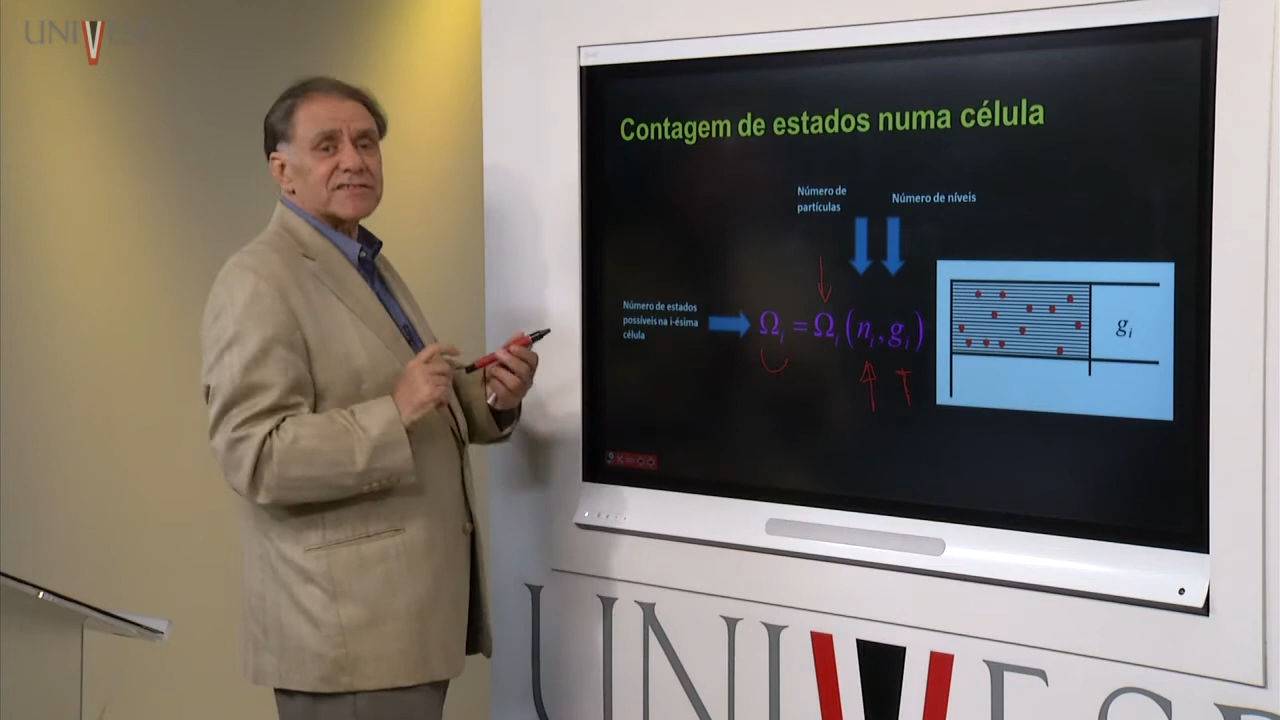 UNIVESP
Contagem de estados numa célula
Número de
partículas
Número de níveis
Número de estados
possíveis na i-ésima
célula
Ωi = Ωi (ni, gi)
gi
UNIVESP